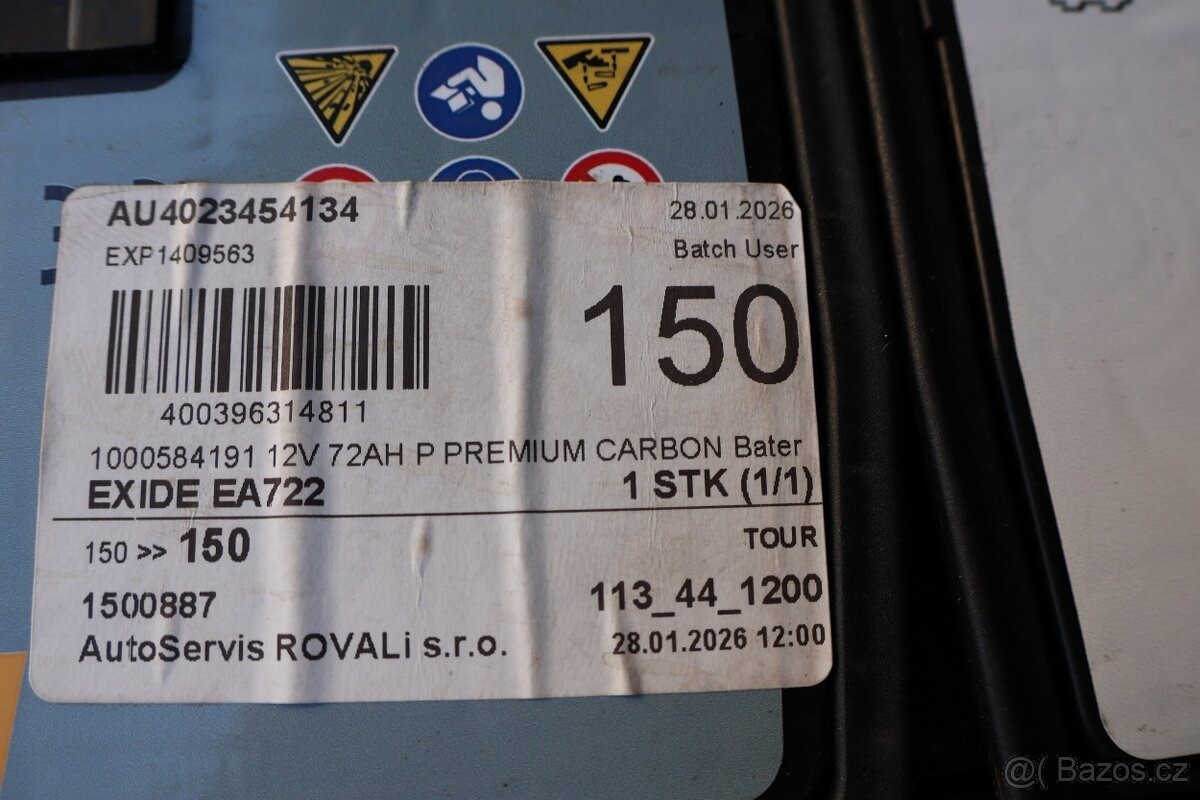 AU4023454134 28.01.2026
EXP1409563 Batch User
150
400396314811
1000584191 12V 72AH P PREMIUM CARBON Bater
EXIDE EA722 1 STK (1/1)
150 >> 150 TOUR
1500887 113_44_1200
AutoServis ROVALi s.r.o. 28.01.2026 12:00
@( Bazos.cz